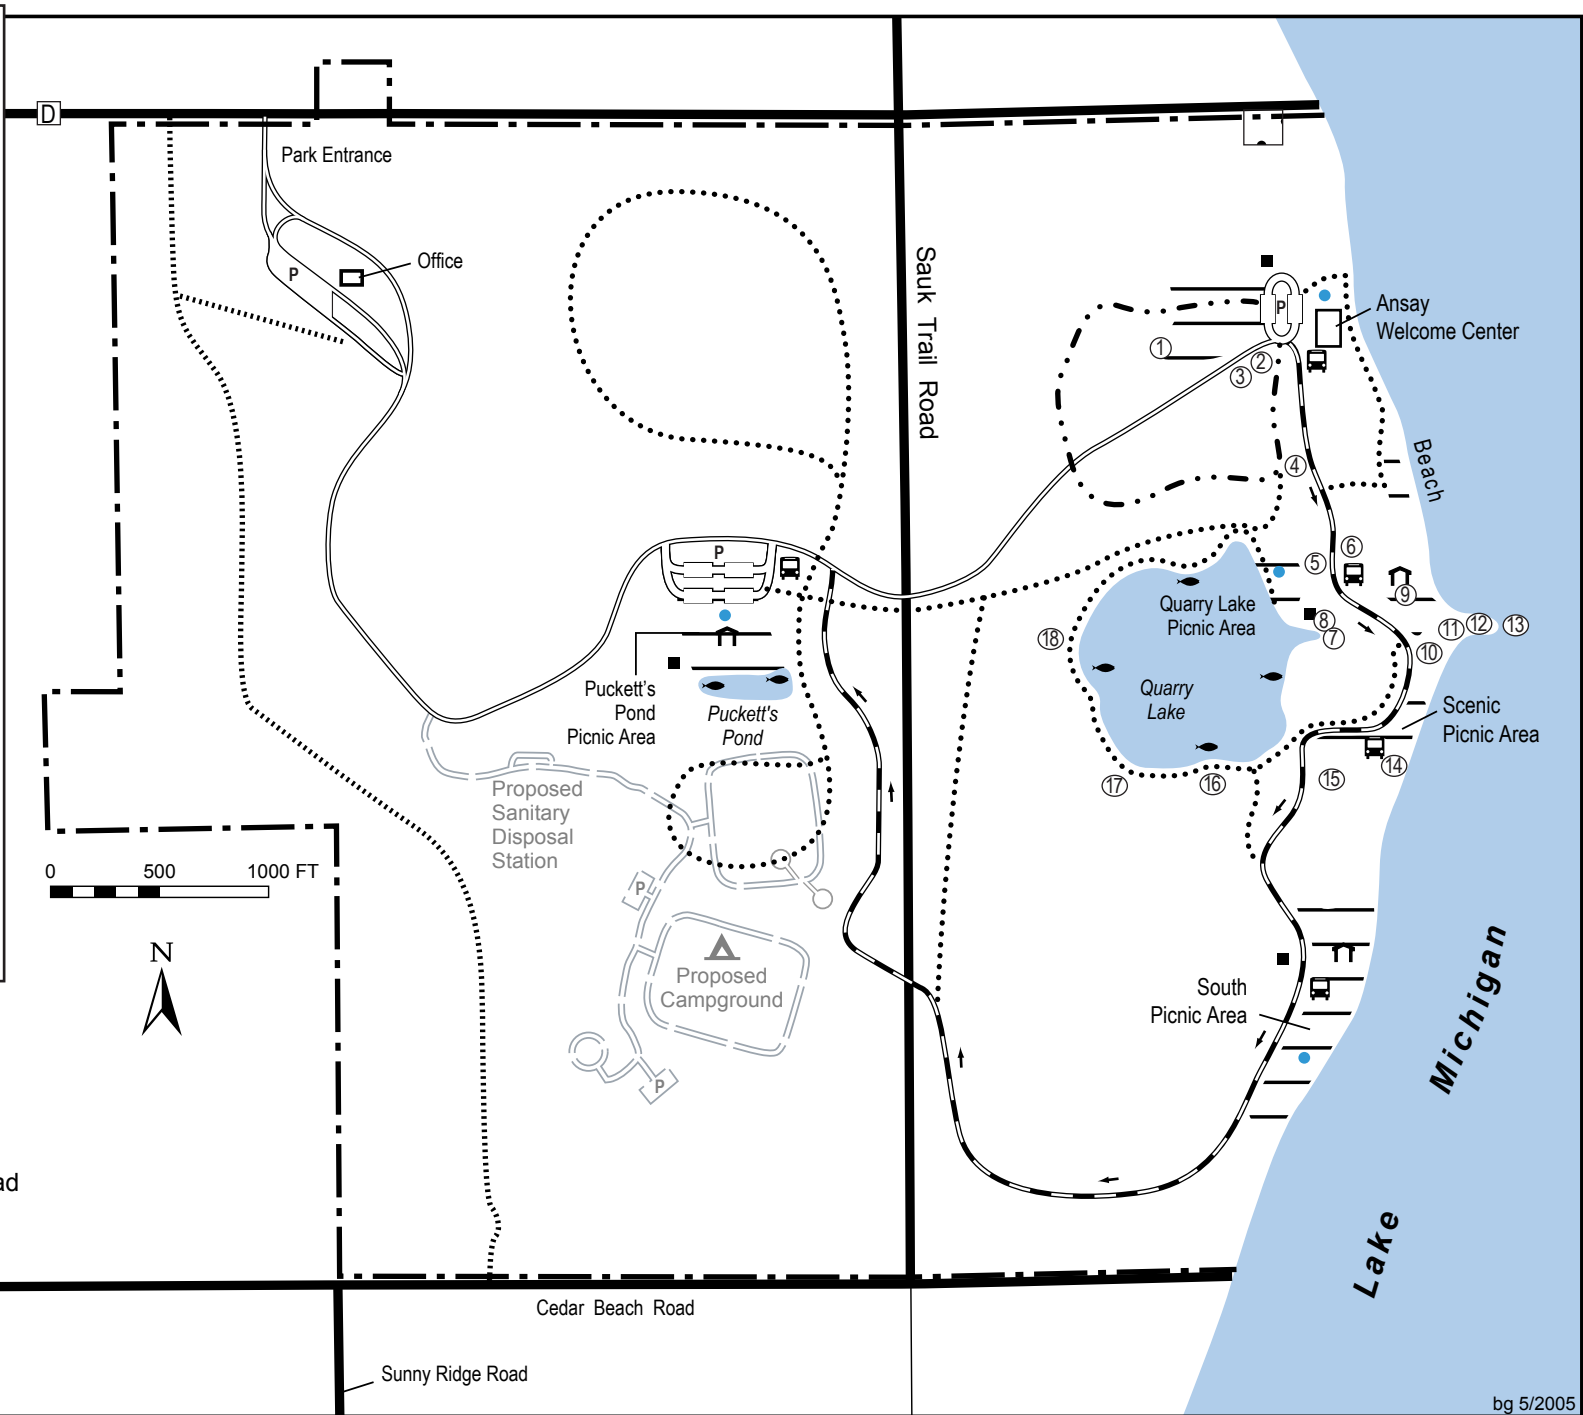 D
Park Entrance
Office
P
Sauk Trail Road
P
Ansay
Welcome Center
1
2
3
4
Beach
5
6
P
Quarry Lake
Picnic Area
8
7
9
11
12
13
10
18
Quarry
Lake
Scenic
Picnic Area
Puckett's
Pond
Picnic Area
Puckett's
Pond
14
15
16
17
Proposed
Sanitary
Disposal
Station
0 500 1000 FT
P
N
Proposed
Campground
South
Picnic Area
P
Lake Michigan
ad
Cedar Beach Road
Sunny Ridge Road
bg 5/2005